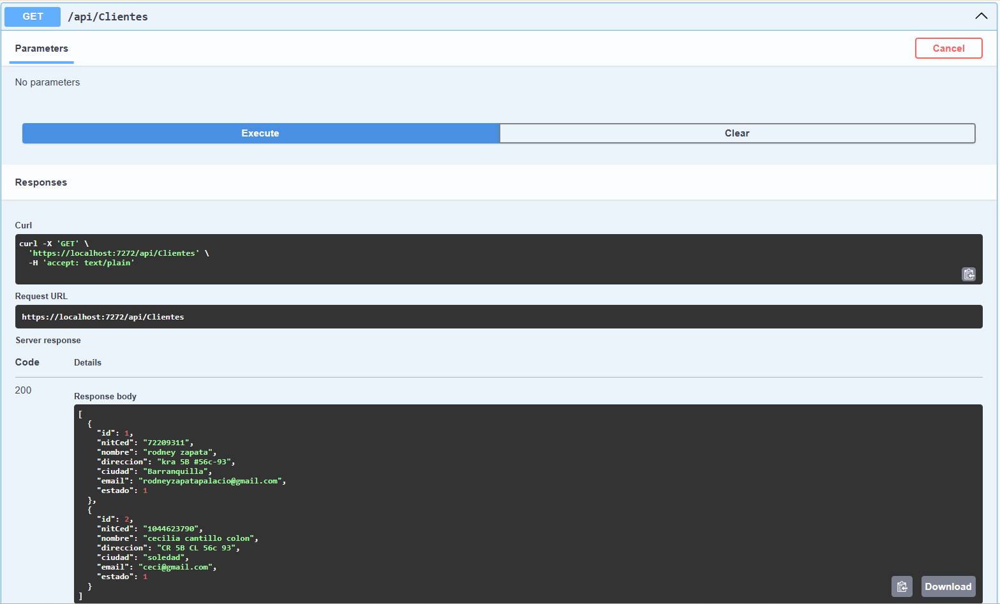 GET /api/Clientes
Parameters
Cancel
No parameters
Execute
Clear
Responses
Curl
curl -X 'GET' \
  'https://localhost:7272/api/Clientes' \
  -H 'accept: text/plain'
Request URL
https://localhost:7272/api/Clientes
Server response
Code Details
200
Response body
[
  {
    "id": 1,
    "nitCed": "72209311",
    "nombre": "rodney zapata",
    "direccion": "kra 5B #56c-93",
    "ciudad": "Barranquilla",
    "email": "rodneyzapatapalacio@gmail.com",
    "estado": 1
  },
  {
    "id": 2,
    "nitCed": "1044623790",
    "nombre": "cecilia cantillo colon",
    "direccion": "CR 5B CL 56c 93",
    "ciudad": "soledad",
    "email": "ceci@gmail.com",
    "estado": 1
  }
]
Download